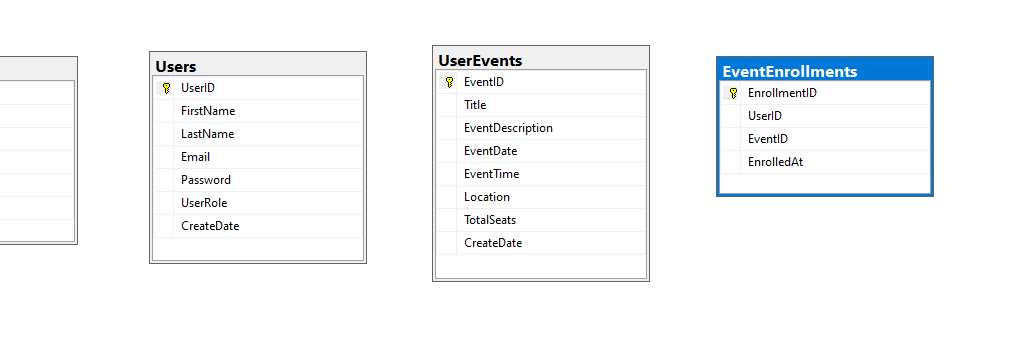 Users
UserID
FirstName
LastName
Email
Password
UserRole
CreateDate
UserEvents
EventID
Title
EventDescription
EventDate
EventTime
Location
TotalSeats
CreateDate
EventEnrollments
EnrollmentID
UserID
EventID
EnrolledAt